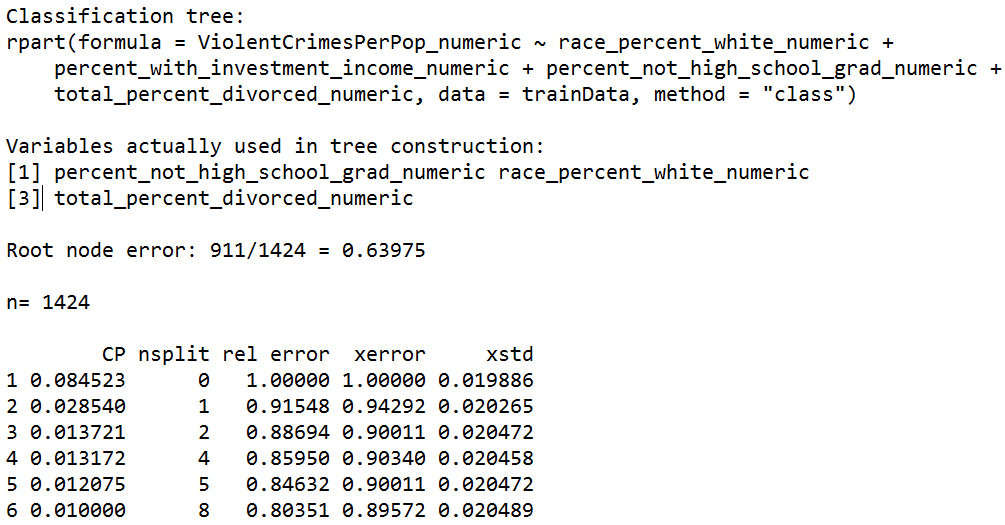 Classification tree:
rpart(formula = ViolentCrimesPerPop_numeric ~ race_percent_white_numeric +
    percent_with_investment_income_numeric + percent_not_high_school_grad_numeric +
    total_percent_divorced_numeric, data = trainData, method = "class")

Variables actually used in tree construction:
[1] percent_not_high_school_grad_numeric race_percent_white_numeric
[3] total_percent_divorced_numeric

Root node error: 911/1424 = 0.63975

n= 1424

        CP nsplit rel error  xerror     xstd
1 0.084523      0   1.00000 1.00000 0.019886
2 0.028540      1   0.91548 0.94292 0.020265
3 0.013721      2   0.88694 0.90011 0.020472
4 0.013172      4   0.85950 0.90340 0.020458
5 0.012075      5   0.84632 0.90011 0.020472
6 0.010000      8   0.80351 0.89572 0.020489